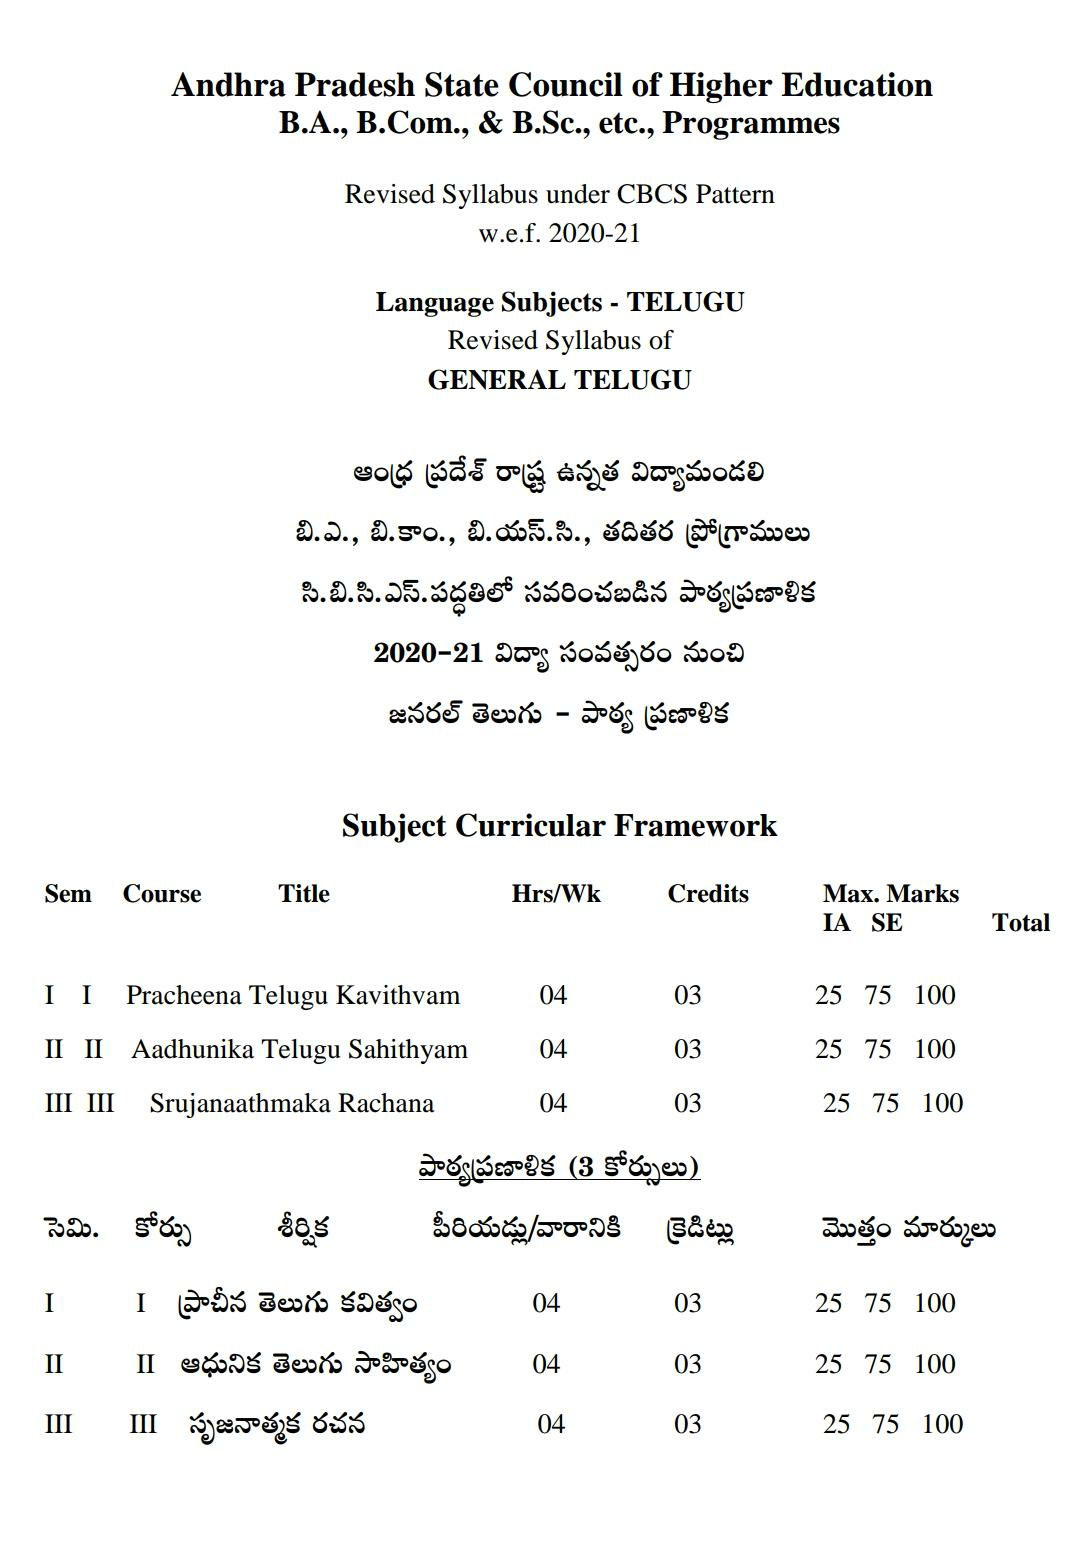 Andhra Pradesh State Council of Higher Education
B.A., B.Com., & B.Sc., etc., Programmes
Revised Syllabus under CBCS Pattern
w.e.f. 2020-21
Language Subjects - TELUGU
Revised Syllabus of
GENERAL TELUGU
ఆంధ్ర ప్రదేశ్ రాష్ట్ర ఉన్నత విద్యామండలి
బి.ఎ., బి.కాం., బి.యస్.సి., తదితర ప్రోగ్రాములు
సి.బి.సి.ఎస్.పద్ధతిలో సవరించబడిన పాఠ్యప్రణాళిక
2020-21 విద్యా సంవత్సరం నుంచి
జనరల్ తెలుగు - పాఠ్య ప్రణాళిక
Subject Curricular Framework
Sem Course Title Hrs/Wk Credits Max. Marks
IA SE Total
I I Pracheena Telugu Kavithvam 04 03 25 75 100
II II Aadhunika Telugu Sahithyam 04 03 25 75 100
III III Srujanaathmaka Rachana 04 03 25 75 100
పాఠ్యప్రణాళిక (3 కోర్సులు)
సెమి. కోర్సు శీర్షిక పీరియడ్లు/వారానికి క్రెడిట్లు మొత్తం మార్కులు
I I ప్రాచీన తెలుగు కవిత్వం 04 03 25 75 100
II II ఆధునిక తెలుగు సాహిత్యం 04 03 25 75 100
III III సృజనాత్మక రచన 04 03 25 75 100